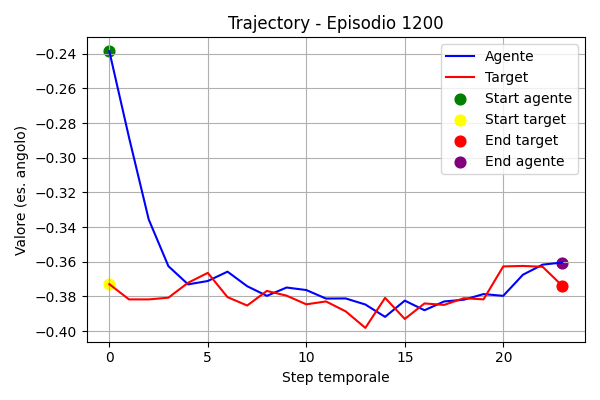 Trajectory - Episodio 1200
Agente
Target
Start agente
Start target
End target
End agente
Valore (es. angolo)
−0.24
−0.26
−0.28
−0.30
−0.32
−0.34
−0.36
−0.38
−0.40
0
5
10
15
20
Step temporale